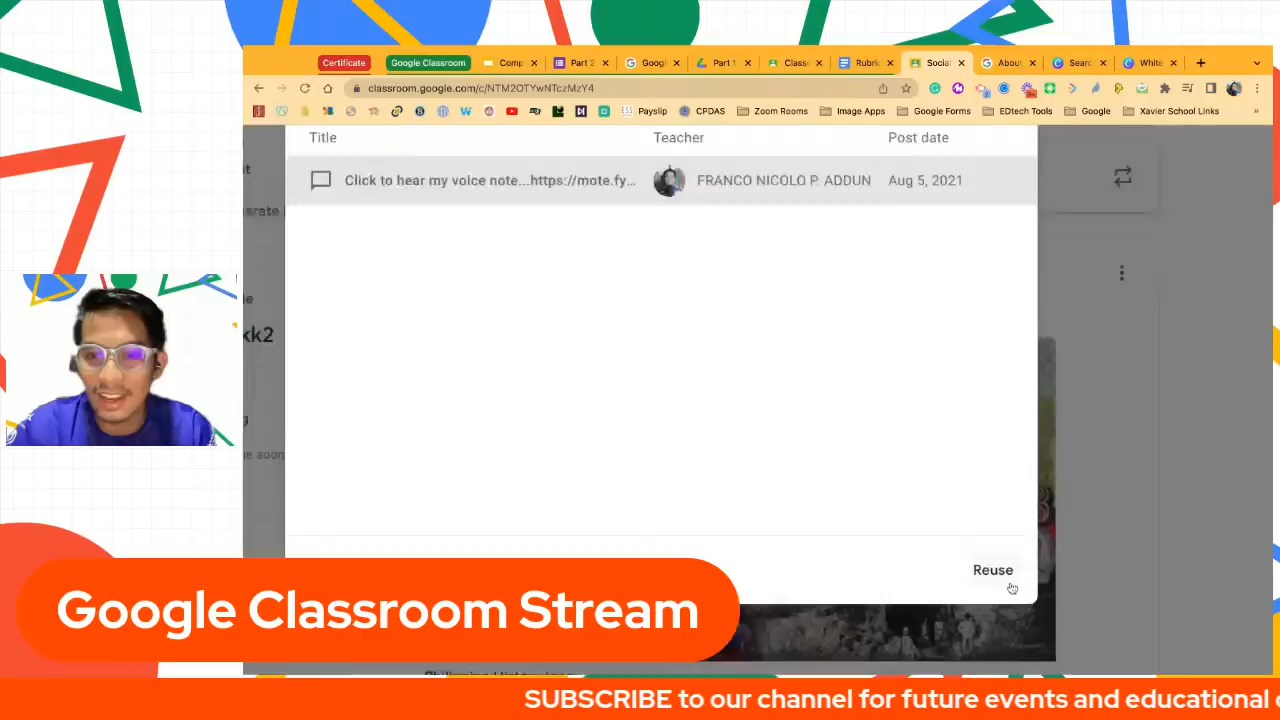 Certificate
Google Classroom
Comp
Part 2
Googl
Part 1
Classr
Rubric
Social
About
Searc
White
classroom.google.com/c/NTM2OTYwNTczMzY4
Payslip
CPDAS
Zoom Rooms
Image Apps
Google Forms
EDtech Tools
Google
Xavier School Links
Title
Teacher
Post date
Click to hear my voice note...https://mote.fy...
FRANCO NICOLO P. ADDUN
Aug 5, 2021
kk2
Reuse
Google Classroom Stream
SUBSCRIBE to our channel for future events and educational